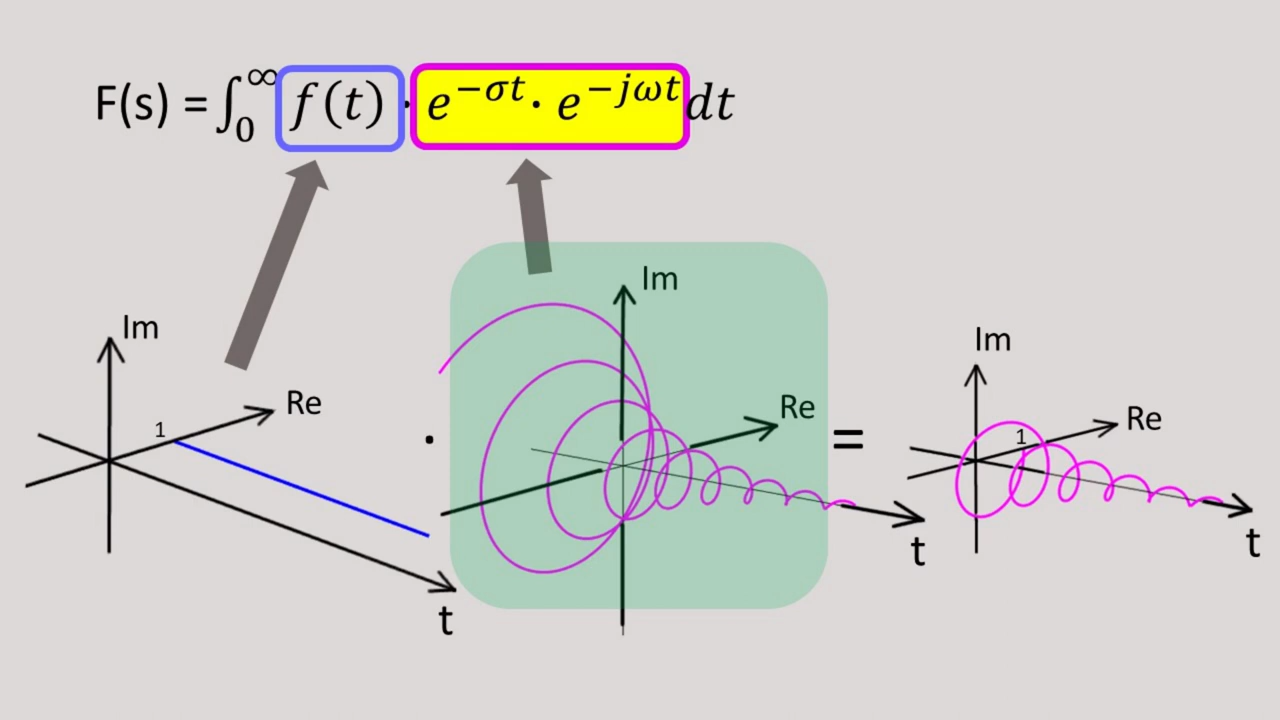 F(s) = ∫₀^∞ f(t) · e^{−σt} · e^{−jωt} dt
Im
Re
1
t
·
Im
Re
t
=
Im
Re
1
t